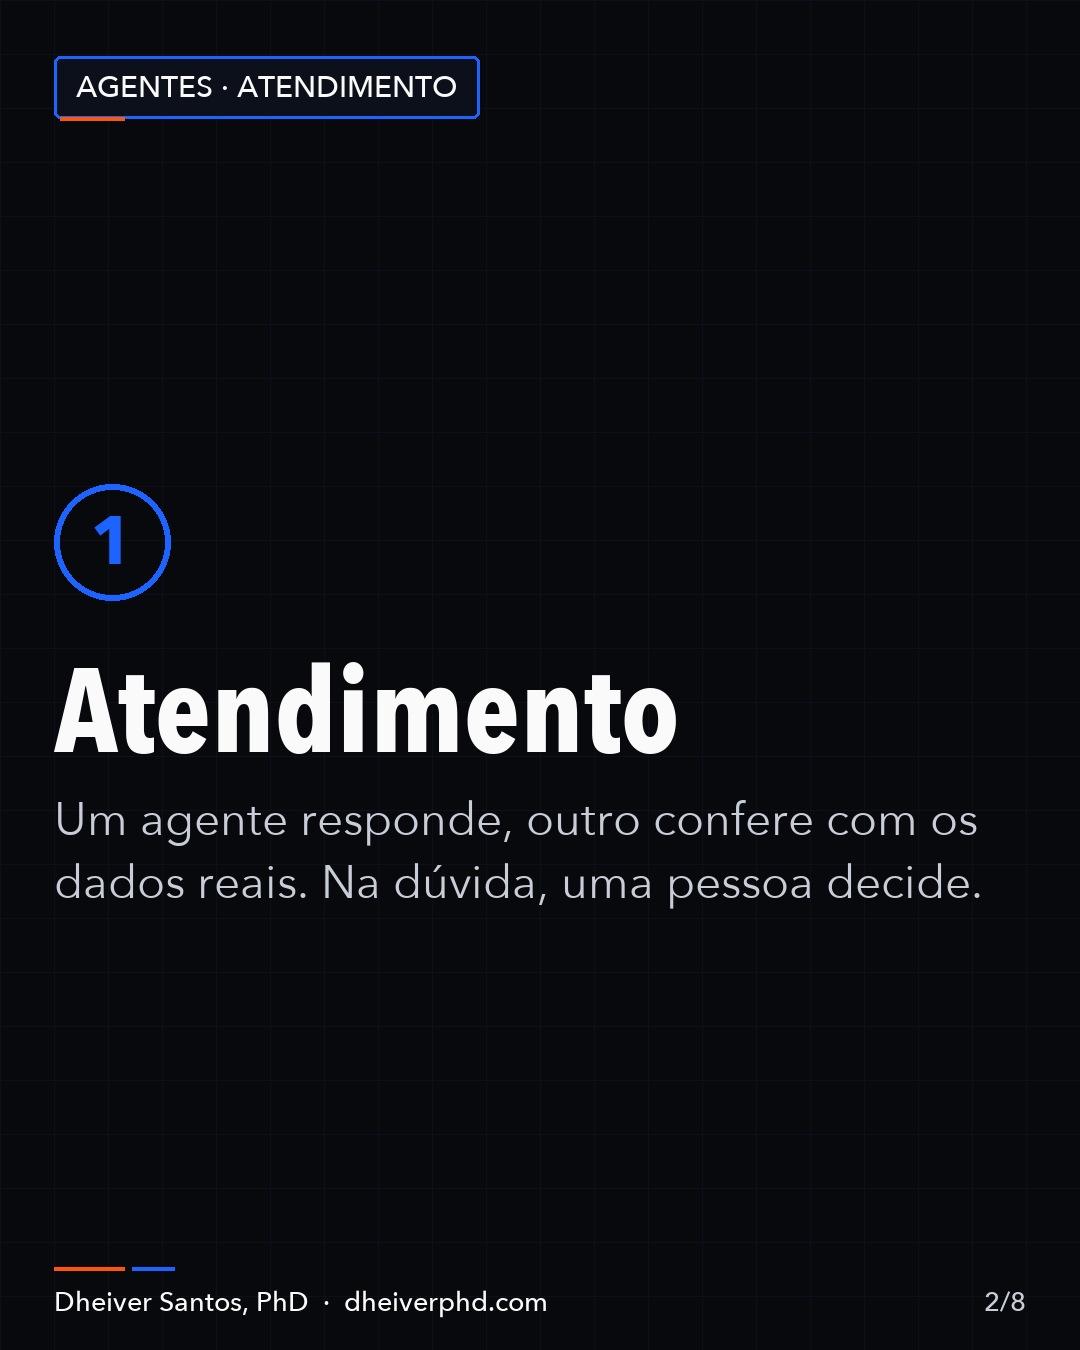 AGENTES · ATENDIMENTO
1
Atendimento
Um agente responde, outro confere com os
dados reais. Na dúvida, uma pessoa decide.
Dheiver Santos, PhD · dheiverphd.com
2/8